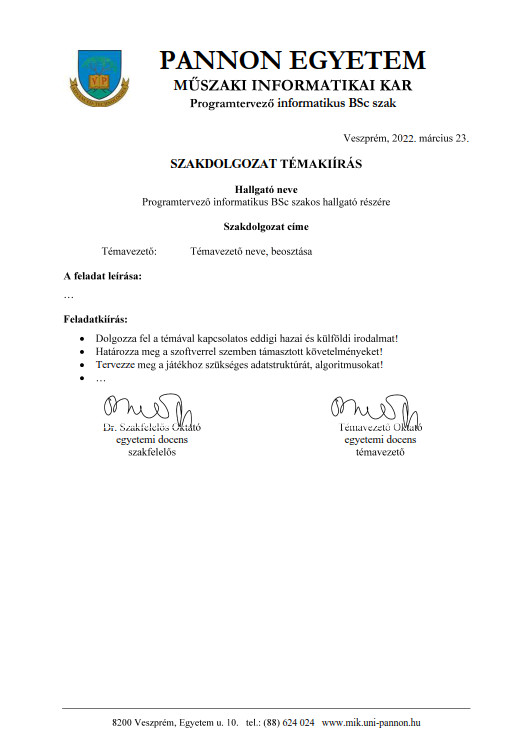 PANNON EGYETEM
MŰSZAKI INFORMATIKAI KAR
Programtervező informatikus BSc szak
Veszprém, 2022. március 23.
SZAKDOLGOZAT TÉMAKIÍRÁS
Hallgató neve
Programtervező informatikus BSc szakos hallgató részére
Szakdolgozat címe
Témavezető: Témavezető neve, beosztása
A feladat leírása:
…
Feladatkiírás:
• Dolgozza fel a témával kapcsolatos eddigi hazai és külföldi irodalmat!
• Határozza meg a szoftverrel szemben támasztott követelményeket!
• Tervezze meg a játékhoz szükséges adatstruktúrát, algoritmusokat!
• …
Dr. Szakfelelős Oktató Témavezető Oktató
egyetemi docens egyetemi docens
szakfelelős témavezető
8200 Veszprém, Egyetem u. 10. tel.: (88) 624 024 www.mik.uni-pannon.hu